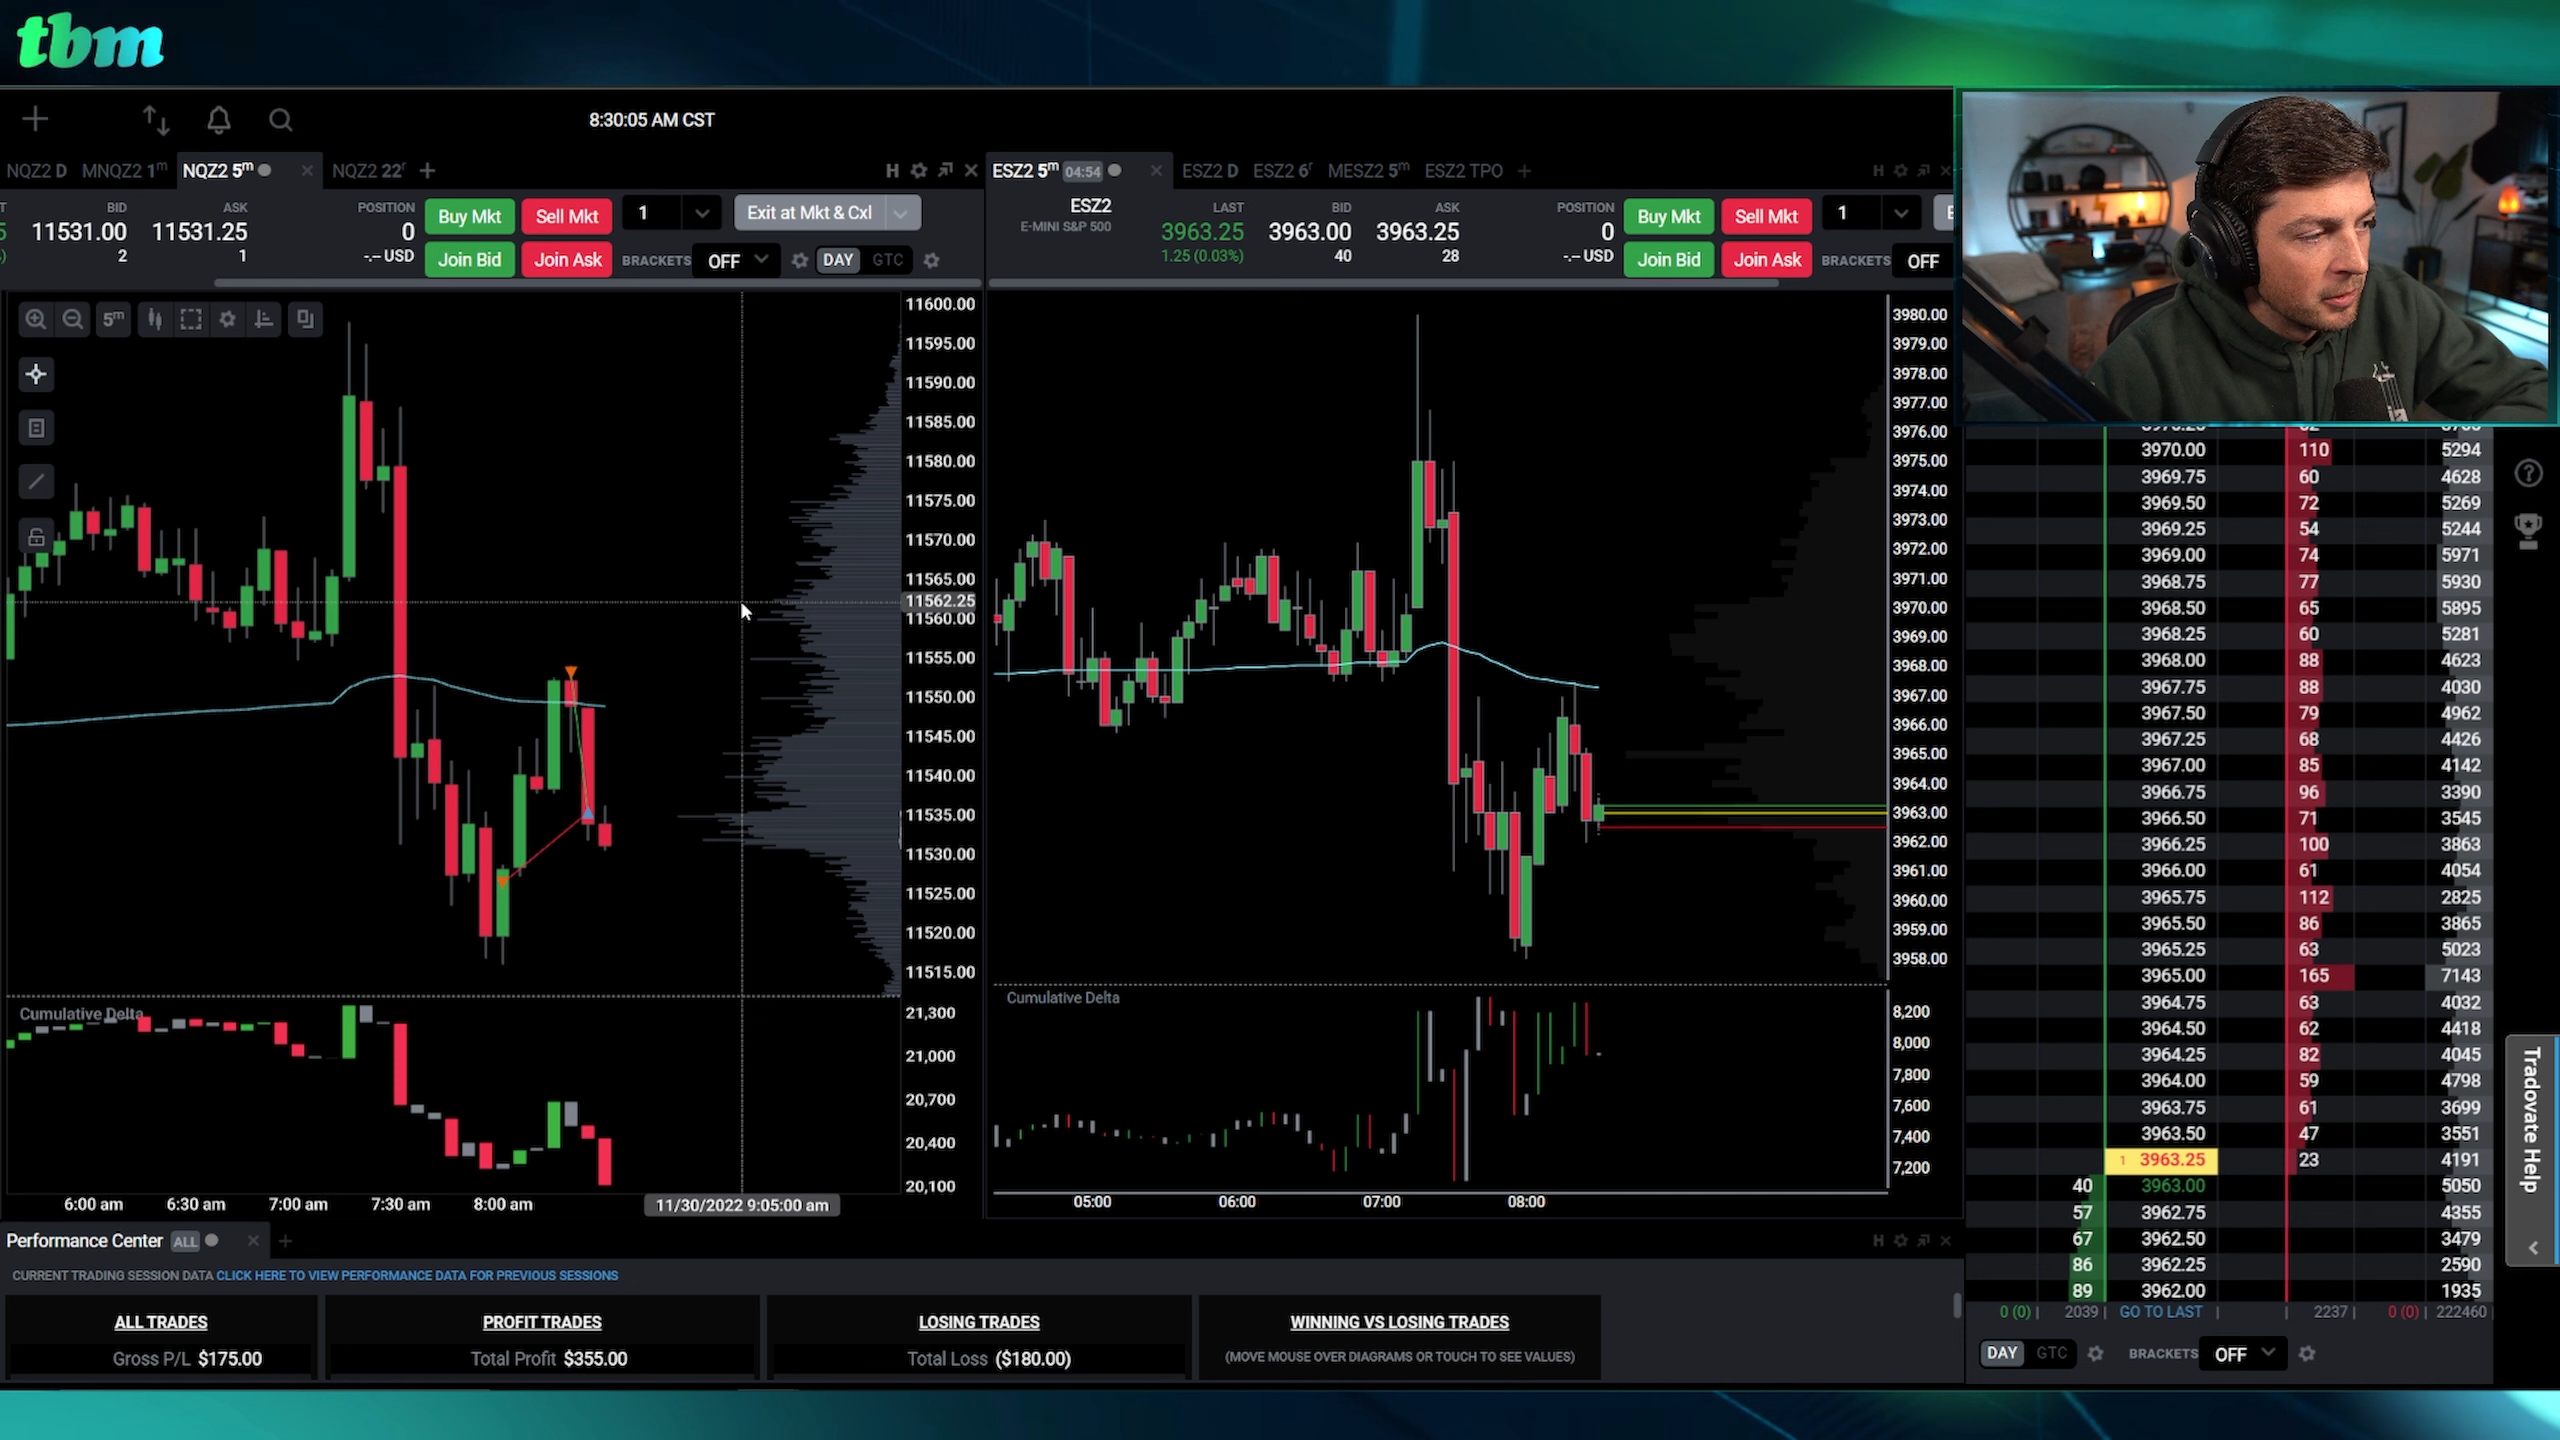 tbm
8:30:05 AM CST
NQZ2 D MNQZ2 1m NQZ2 5m NQZ2 22r
H
ESZ2 5m 04:54 ESZ2 D ESZ2 6r MESZ2 5m ESZ2 TPO
H
BID ASK POSITION
11531.00 11531.25 0
2 1 -.-- USD
Buy Mkt Sell Mkt 1 Exit at Mkt & Cxl
Join Bid Join Ask BRACKETS OFF DAY GTC
ESZ2 LAST BID ASK POSITION
E-MINI S&P 500 3963.25 3963.00 3963.25 0
1.25 (0.03%) 40 28 -.-- USD
Buy Mkt Sell Mkt 1
Join Bid Join Ask BRACKETS OFF
5m
11600.00
11595.00
11590.00
11585.00
11580.00
11575.00
11570.00
11565.00
11562.25
11560.00
11555.00
11550.00
11545.00
11540.00
11535.00
11530.00
11525.00
11520.00
11515.00
Cumulative Delta
21,300
21,000
20,700
20,400
20,100
6:00 am 6:30 am 7:00 am 7:30 am 8:00 am 11/30/2022 9:05:00 am
3980.00
3979.00
3978.00
3977.00
3976.00
3975.00
3974.00
3973.00
3972.00
3971.00
3970.00
3969.00
3968.00
3967.00
3966.00
3965.00
3964.00
3963.00
3962.00
3961.00
3960.00
3959.00
3958.00
Cumulative Delta
8,200
8,000
7,800
7,600
7,400
7,200
05:00 06:00 07:00 08:00
3970.00 110 5294
3969.75 60 4628
3969.50 72 5269
3969.25 54 5244
3969.00 74 5971
3968.75 77 5930
3968.50 65 5895
3968.25 60 5281
3968.00 88 4623
3967.75 88 4030
3967.50 79 4962
3967.25 68 4426
3967.00 85 4142
3966.75 96 3390
3966.50 71 3545
3966.25 100 3863
3966.00 61 4054
3965.75 112 2825
3965.50 86 3865
3965.25 63 5023
3965.00 165 7143
3964.75 63 4032
3964.50 62 4418
3964.25 82 4045
3964.00 59 4798
3963.75 61 3699
3963.50 47 3551
1 3963.25 23 4191
40 3963.00 5050
57 3962.75 4355
67 3962.50 3479
86 3962.25 2590
89 3962.00 1935
0 (0) 2039 GO TO LAST 2237 0 (0) 222460
DAY GTC BRACKETS OFF
Tradovate Help
Performance Center ALL
H
CURRENT TRADING SESSION DATA CLICK HERE TO VIEW PERFORMANCE DATA FOR PREVIOUS SESSIONS
ALL TRADES
Gross P/L $175.00
PROFIT TRADES
Total Profit $355.00
LOSING TRADES
Total Loss ($180.00)
WINNING VS LOSING TRADES
(MOVE MOUSE OVER DIAGRAMS OR TOUCH TO SEE VALUES)